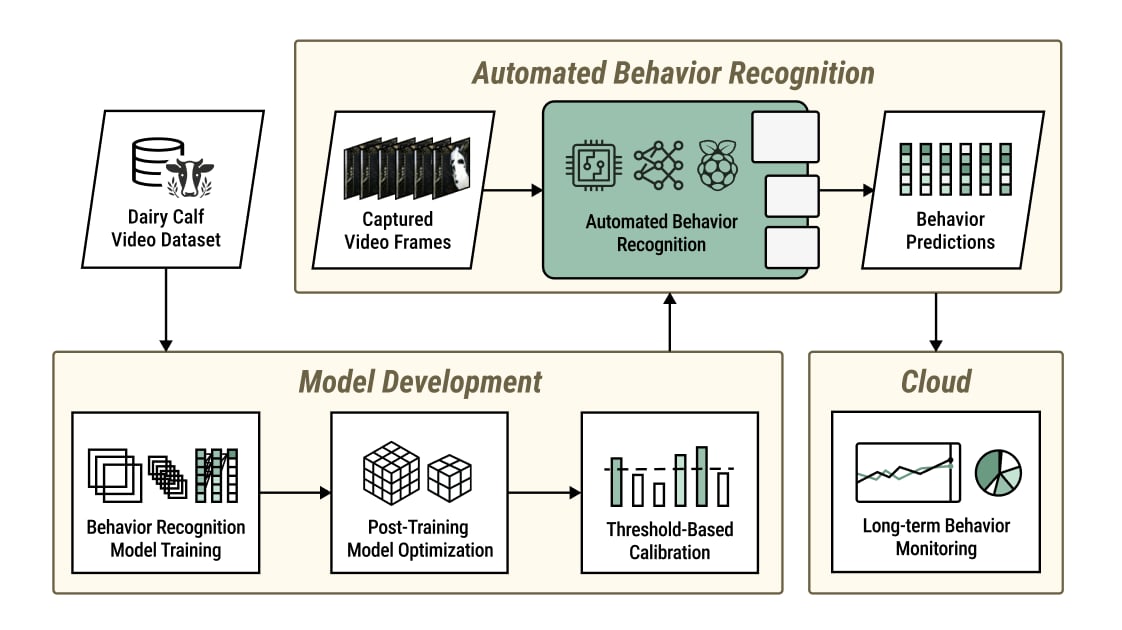 Automated Behavior Recognition
Dairy Calf
Video Dataset
Captured
Video Frames
Automated Behavior
Recognition
Behavior
Predictions
Model Development
Behavior Recognition
Model Training
Post-Training
Model Optimization
Threshold-Based
Calibration
Cloud
Long-term Behavior
Monitoring